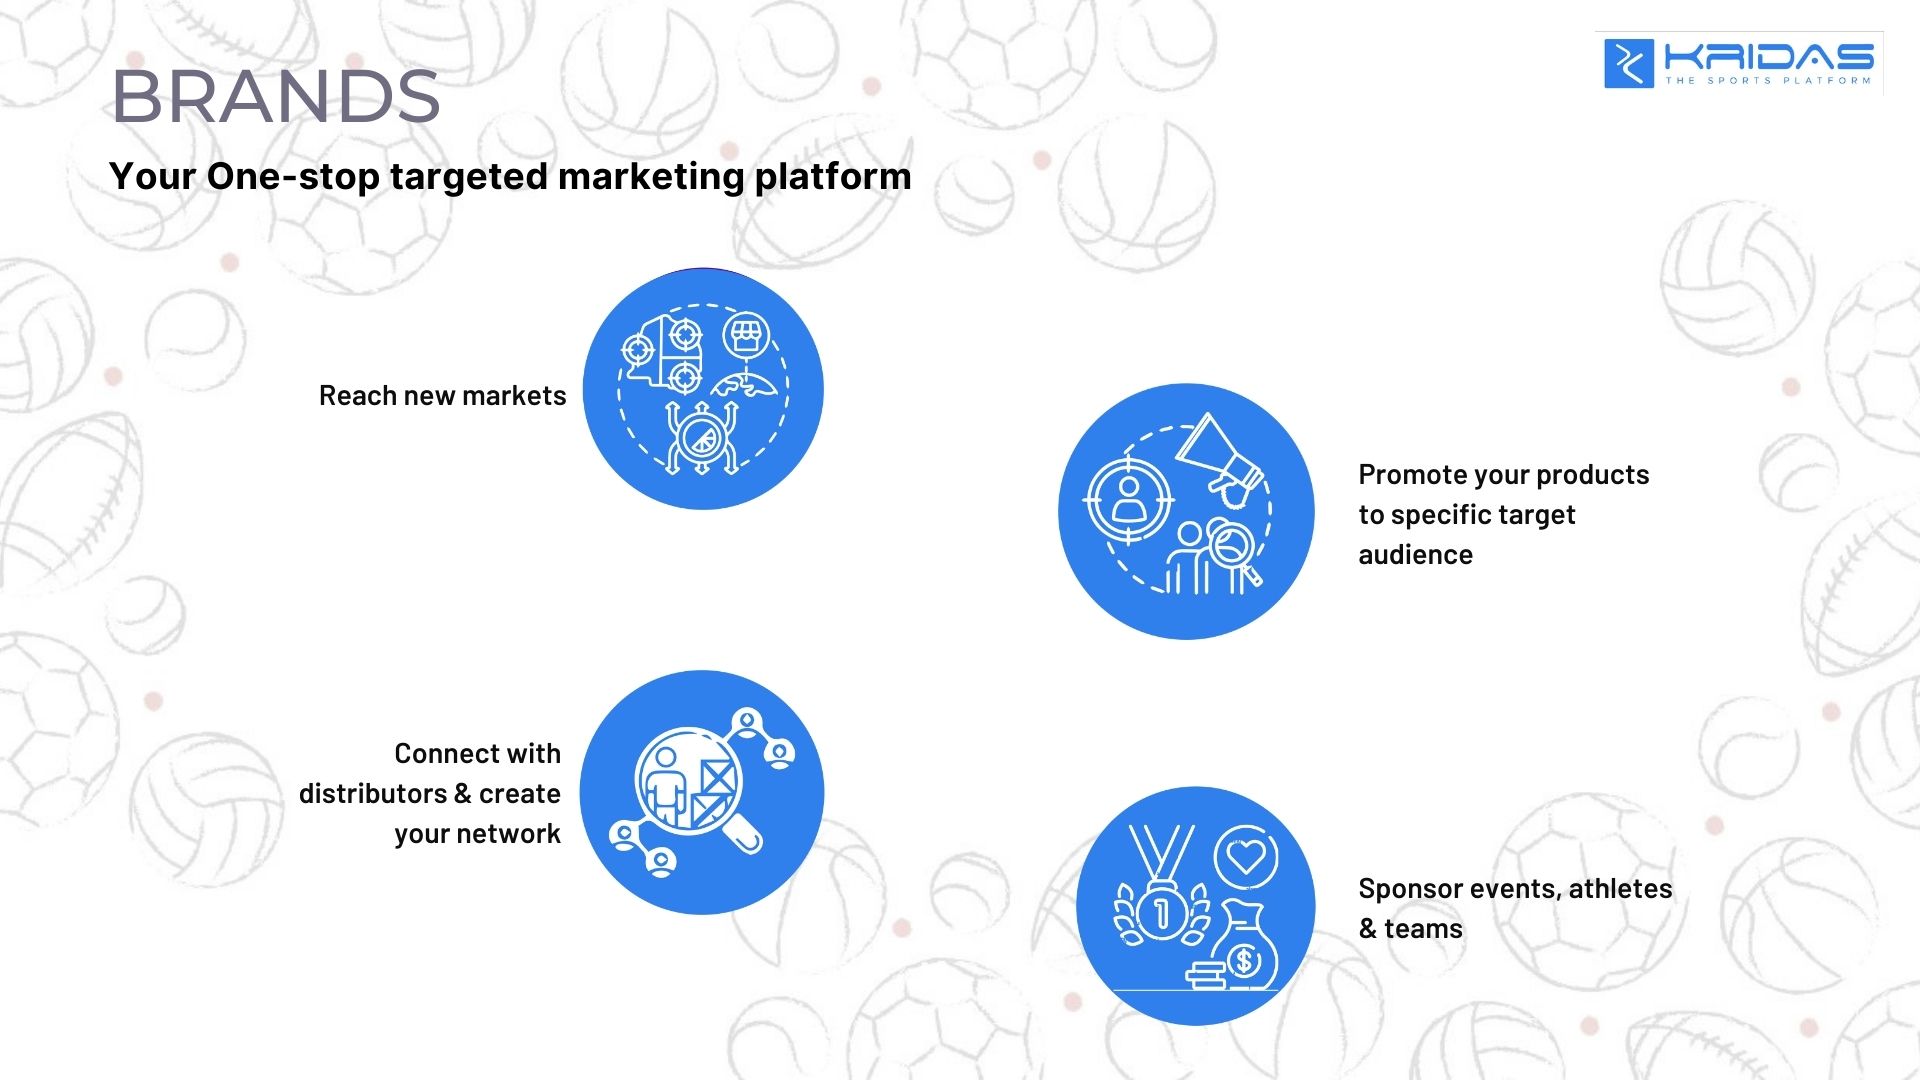 BRANDS
KRIDAS
THE SPORTS PLATFORM
Your One-stop targeted marketing platform
Reach new markets
Promote your products
to specific target
audience
Connect with
distributors & create
your network
1
$
Sponsor events, athletes
& teams